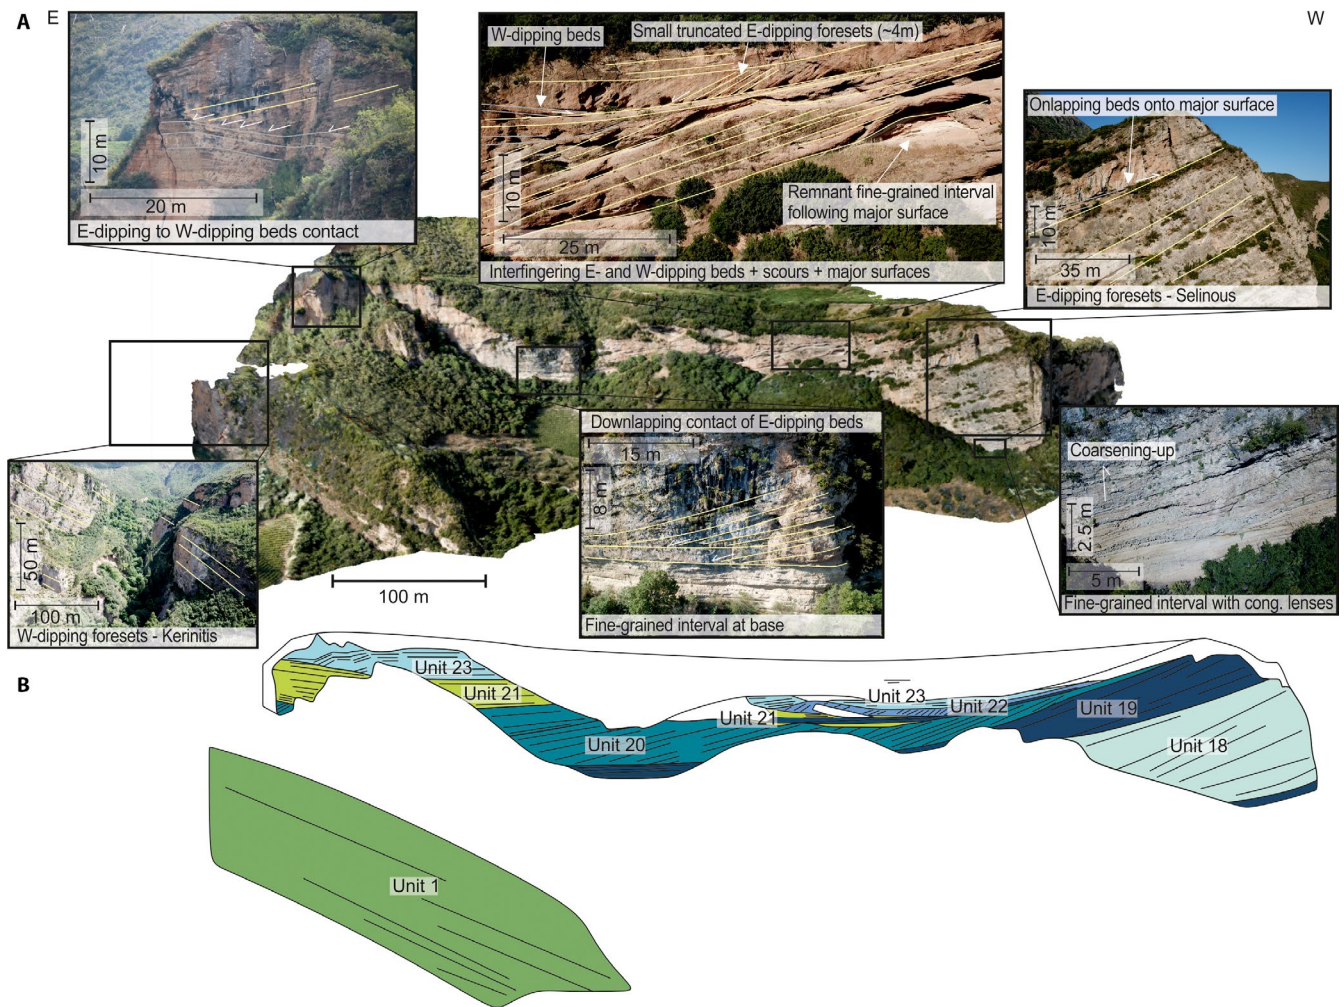 A
E
W
10 m
20 m
E-dipping to W-dipping beds contact
W-dipping beds
Small truncated E-dipping foresets (~4m)
Remnant fine-grained interval
following major surface
10 m
25 m
Interfingering E- and W-dipping beds + scours + major surfaces
Onlapping beds onto major surface
10 m
35 m
E-dipping foresets - Selinous
50 m
100 m
W-dipping foresets - Kerinitis
100 m
Downlapping contact of E-dipping beds
15 m
8 m
Fine-grained interval at base
Coarsening-up
2.5 m
5 m
Fine-grained interval with cong. lenses
B
Unit 23
Unit 21
Unit 20
Unit 21
Unit 23
Unit 22
Unit 19
Unit 18
Unit 1